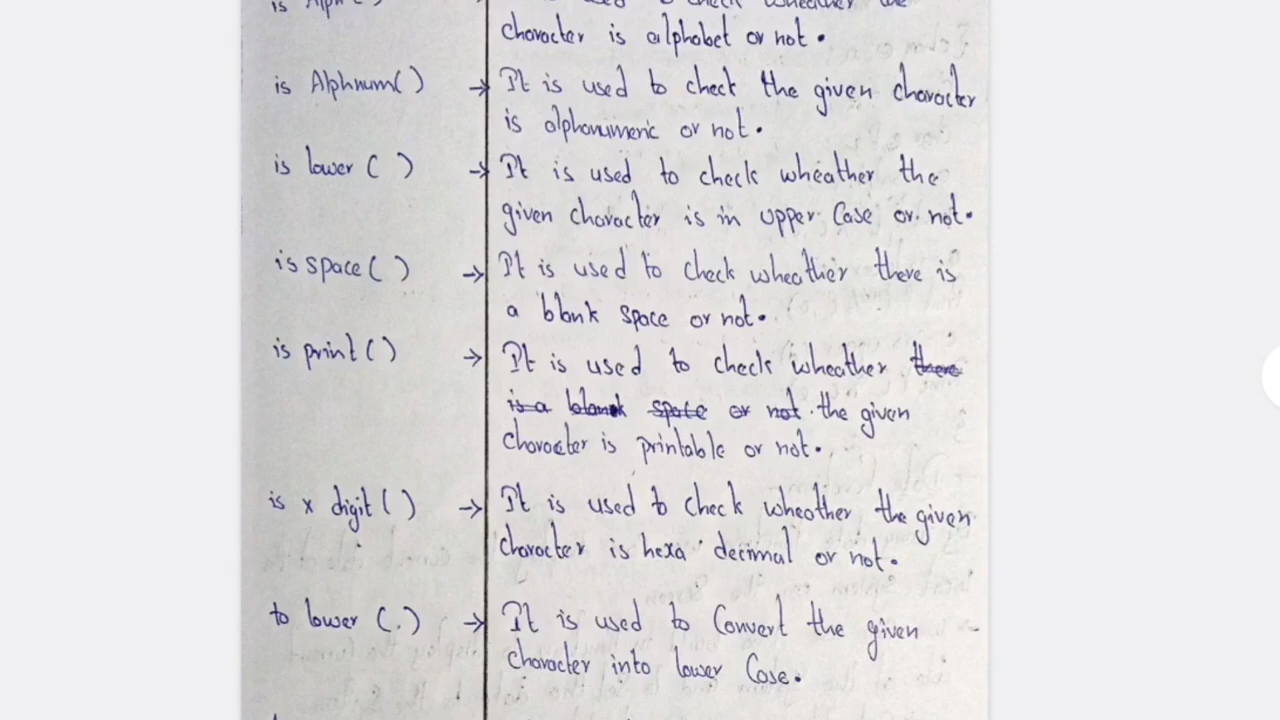 is Alph ( )
check wheather the
character is alphabet or not.
is Alphnum( ) → It is used to check the given character
is alphanumeric or not.
is lower ( ) → It is used to check wheather the
given character is in upper Case or not.
is space ( ) → It is used to check wheather there is
a blank space or not.
is print ( ) → It is used to check wheather there
is a blank space or not. the given
character is printable or not.
is x digit ( ) → It is used to check wheather the given
character is hexa decimal or not.
to lower (.) → It is used to Convert the given
character into lower Case.